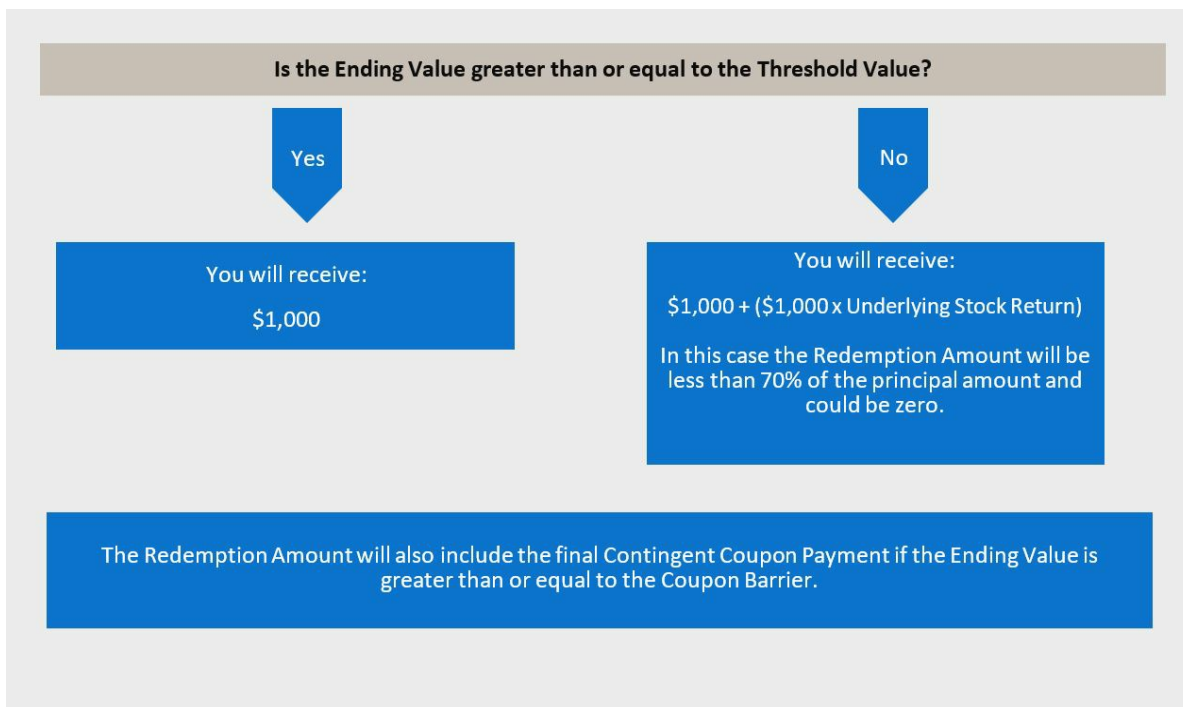 Is the Ending Value greater than or equal to the Threshold Value?
Yes
No
You will receive:
$1,000
You will receive:
$1,000 + ($1,000 x Underlying Stock Return)
In this case the Redemption Amount will be
less than 70% of the principal amount and
could be zero.
The Redemption Amount will also include the final Contingent Coupon Payment if the Ending Value is
greater than or equal to the Coupon Barrier.